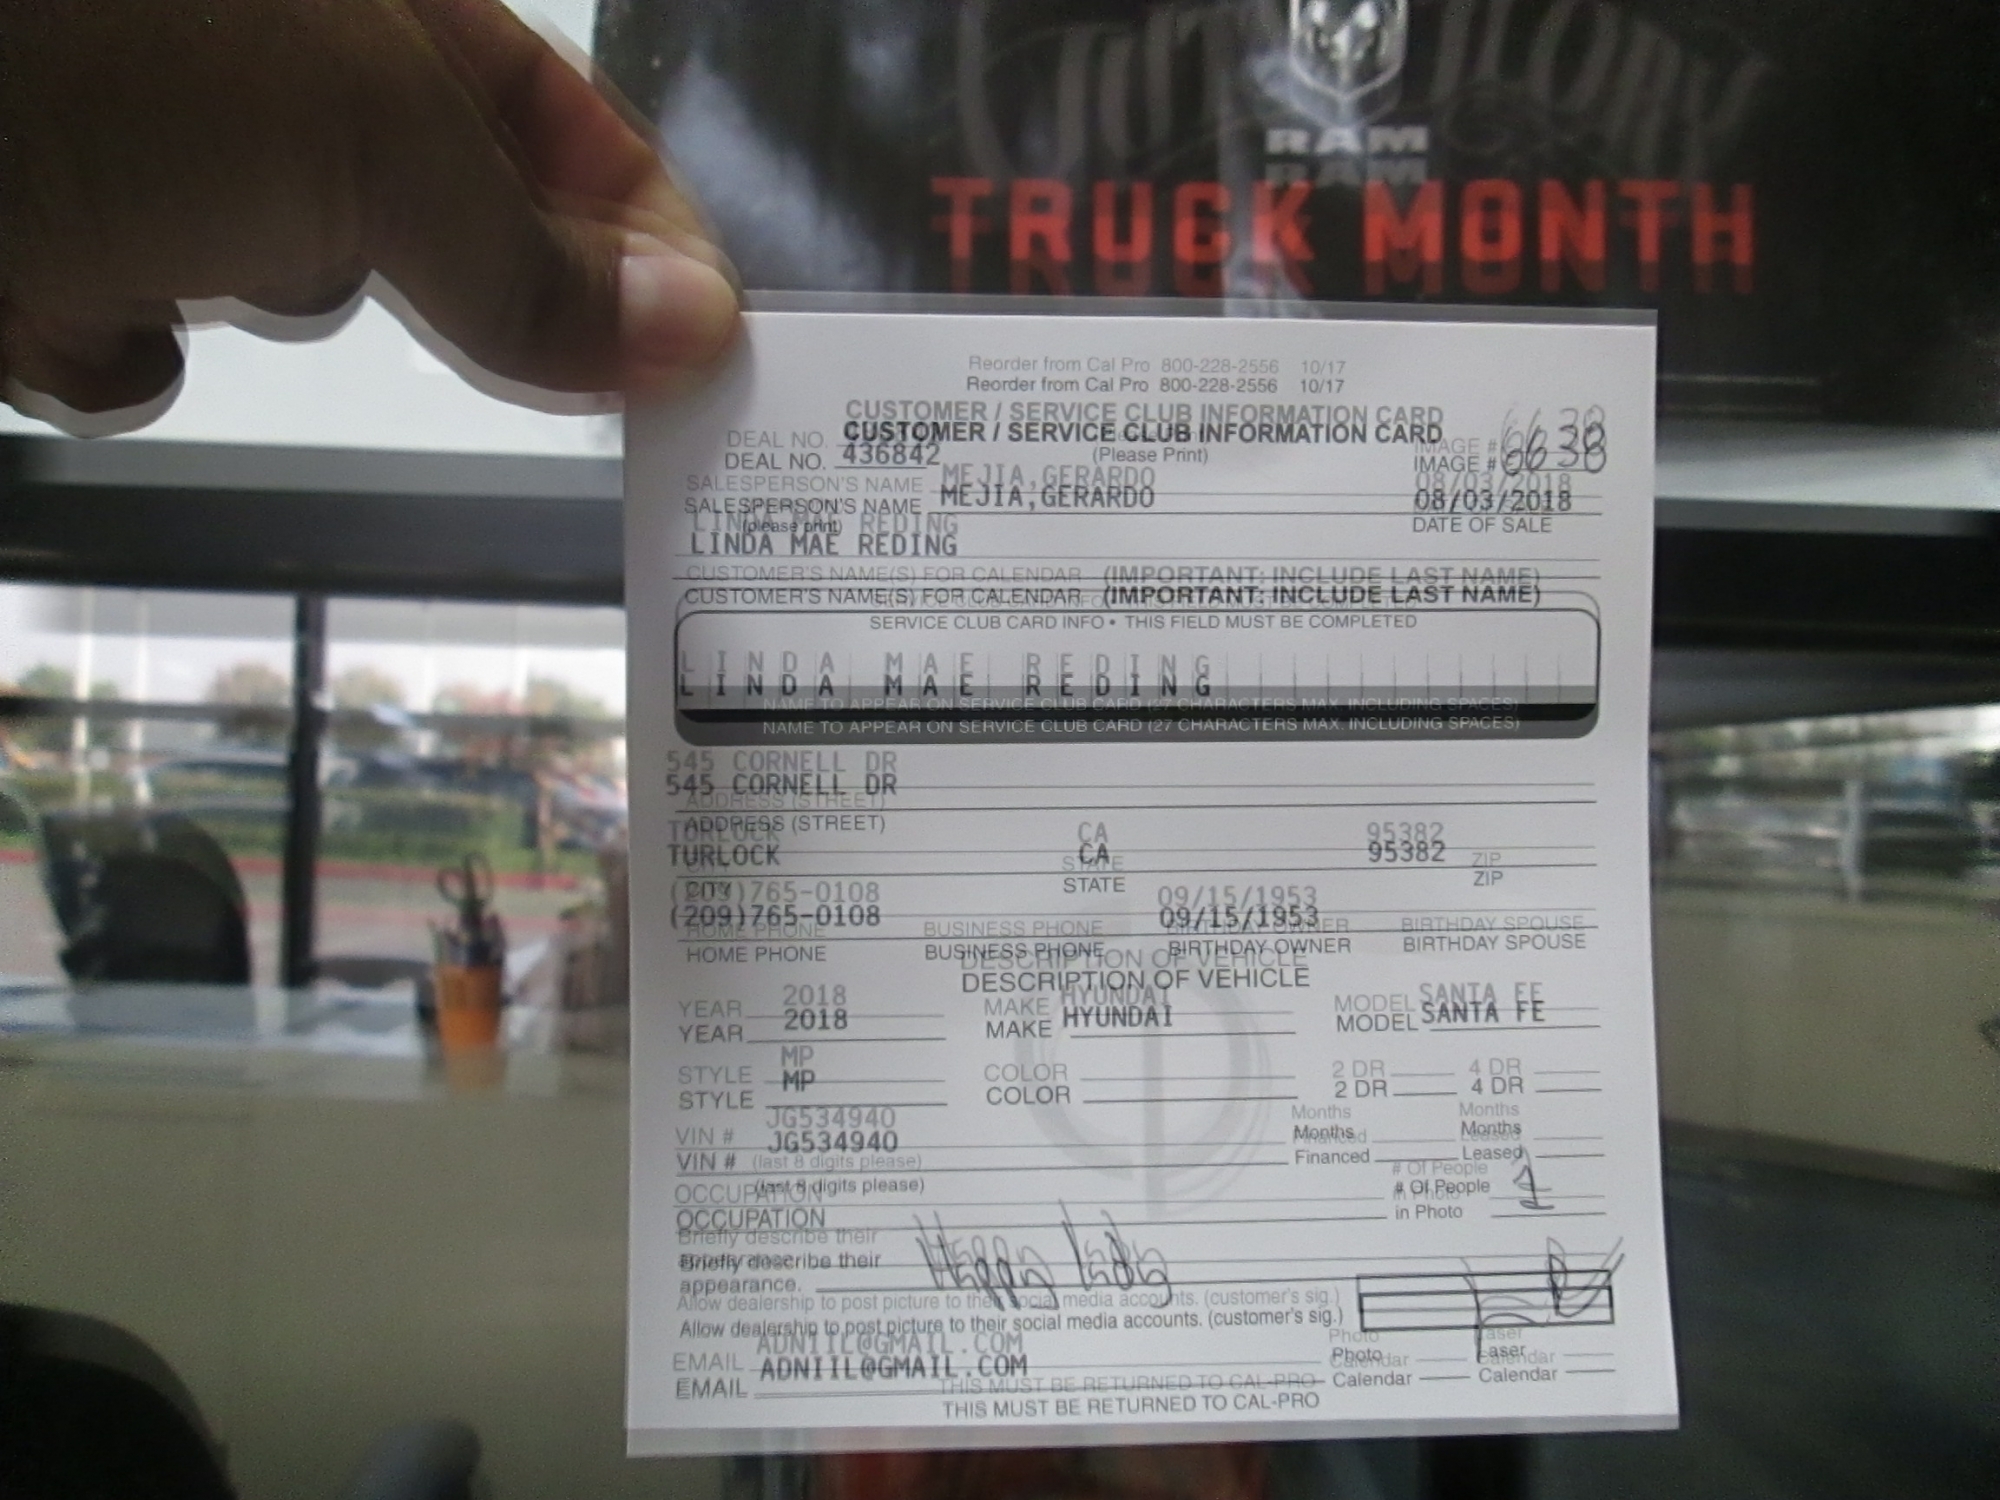 RAM
TRUCK MONTH
Reorder from Cal Pro 800-228-2556 10/17
CUSTOMER / SERVICE CLUB INFORMATION CARD
DEAL NO. 436842 (Please Print) IMAGE # 6638
SALESPERSON'S NAME MEJIA,GERARDO 08/03/2018
(please print) DATE OF SALE
LINDA MAE REDING
CUSTOMER'S NAME(S) FOR CALENDAR (IMPORTANT: INCLUDE LAST NAME)
SERVICE CLUB CARD INFO • THIS FIELD MUST BE COMPLETED
LINDA MAE REDING
NAME TO APPEAR ON SERVICE CLUB CARD (27 CHARACTERS MAX. INCLUDING SPACES)
545 CORNELL DR
ADDRESS (STREET)
TURLOCK CA 95382
CITY STATE ZIP
(209)765-0108 09/15/1953
HOME PHONE BUSINESS PHONE BIRTHDAY OWNER BIRTHDAY SPOUSE
DESCRIPTION OF VEHICLE
YEAR 2018 MAKE HYUNDAI MODEL SANTA FE
STYLE MP COLOR 2 DR 4 DR
VIN # JG534940 Months Financed Months Leased
(last 8 digits please)
OCCUPATION # Of People in Photo 1
Briefly describe their
appearance. Happy Lady
Allow dealership to post picture to their social media accounts. (customer's sig.)
EMAIL ADNIIL@GMAIL.COM Photo Calendar Laser Calendar
THIS MUST BE RETURNED TO CAL-PRO